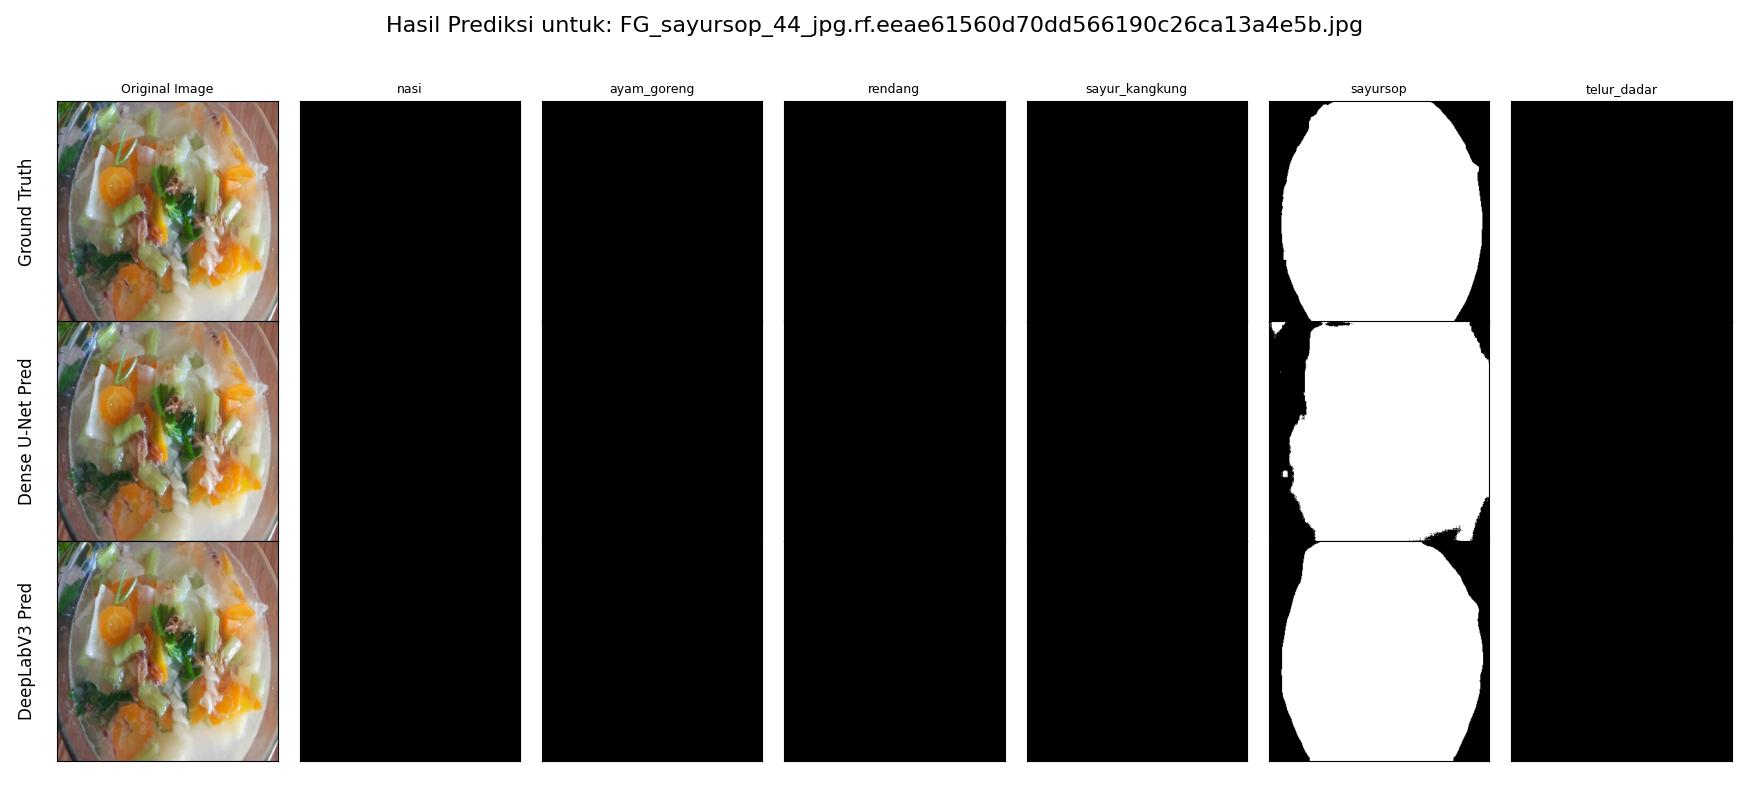 Hasil Prediksi untuk: FG_sayursop_44_jpg.rf.eeae61560d70dd566190c26ca13a4e5b.jpg
Original Image
nasi
ayam_goreng
rendang
sayur_kangkung
sayursop
telur_dadar
Ground Truth
Dense U-Net Pred
DeepLabV3 Pred